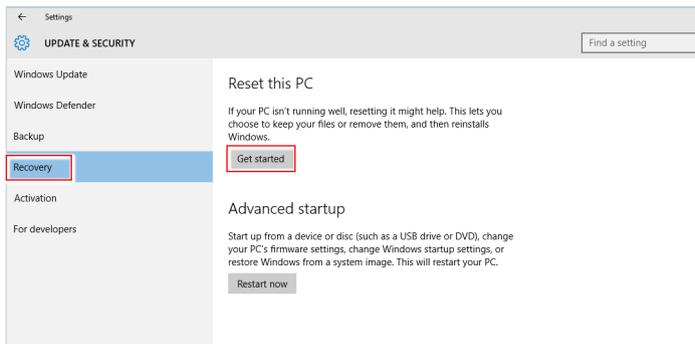 ← Settings
UPDATE & SECURITY
Find a setting
Windows Update
Windows Defender
Backup
Recovery
Activation
For developers
Reset this PC
If your PC isn't running well, resetting it might help. This lets you
choose to keep your files or remove them, and then reinstalls
Windows.
Get started
Advanced startup
Start up from a device or disc (such as a USB drive or DVD), change
your PC's firmware settings, change Windows startup settings, or
restore Windows from a system image. This will restart your PC.
Restart now